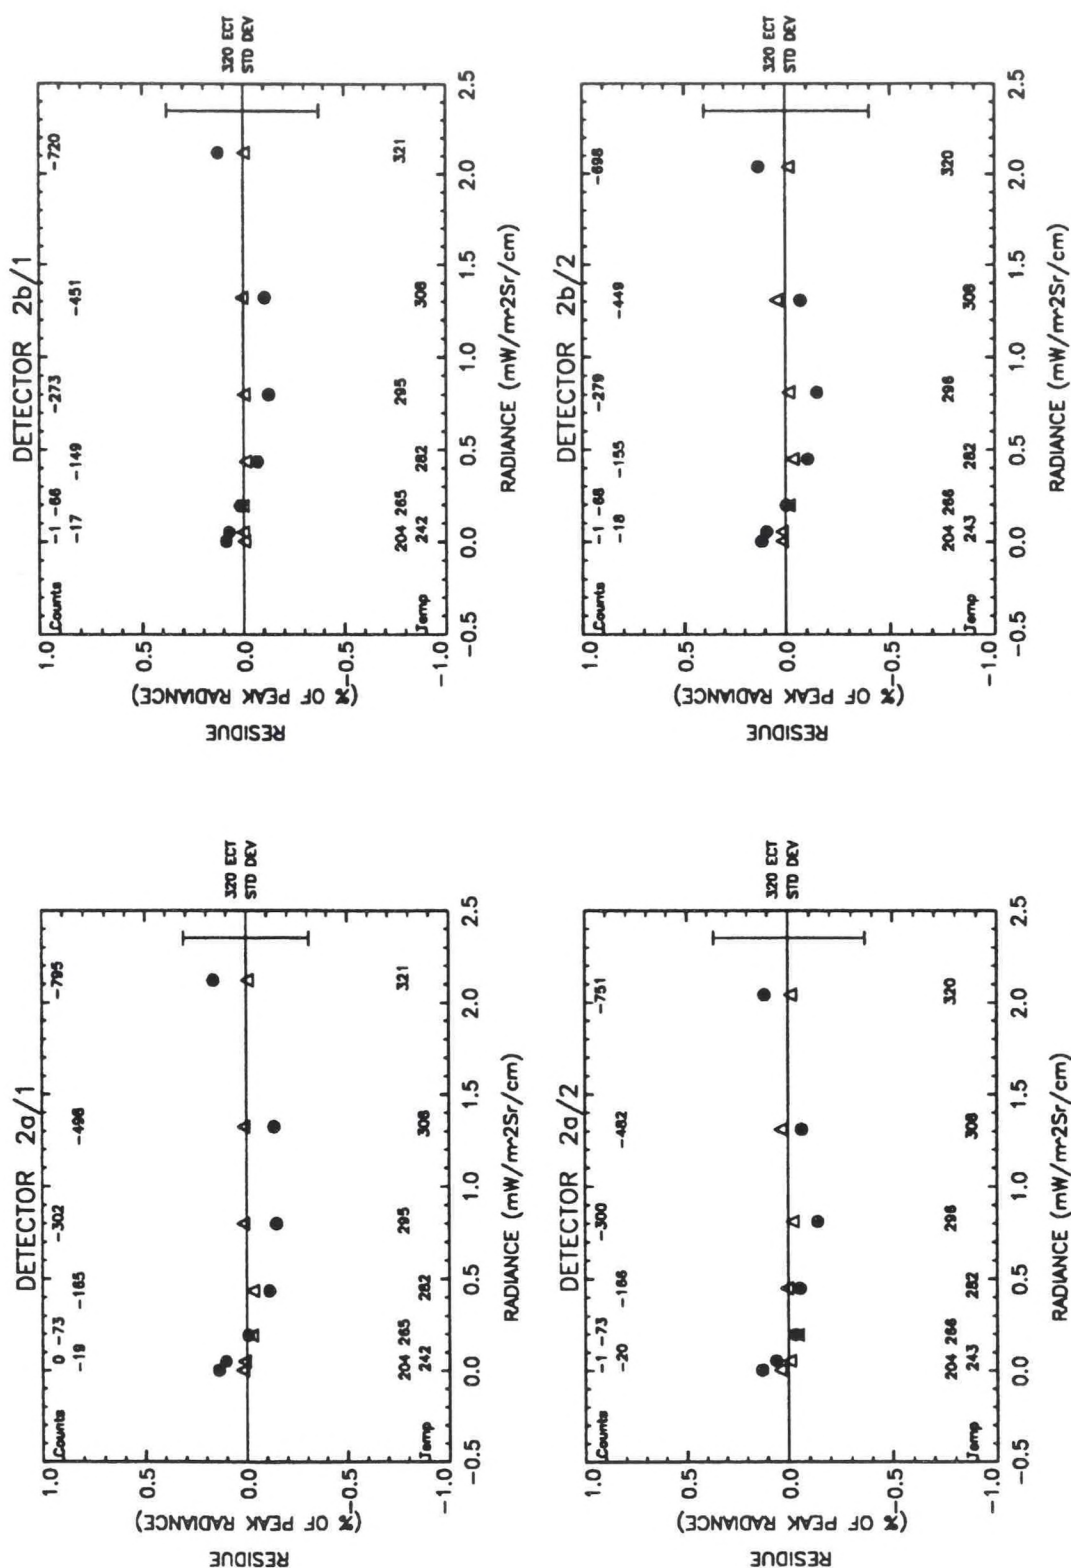 DETECTOR 2a/1
1.0
0.5
0.0
-0.5
-1.0
RESIDUE
(% OF PEAK RADIANCE)
Counts
0 -73 -302 -795
-19 -165 -498
320 ECT
STD DEV
204 265 295 321
Temp 242 282 308
-0.5 0.0 0.5 1.0 1.5 2.0 2.5
RADIANCE (mW/m^2Sr/cm)
DETECTOR 2b/1
1.0
0.5
0.0
-0.5
-1.0
RESIDUE
(% OF PEAK RADIANCE)
Counts
-1 -66 -273 -720
-17 -149 -451
320 ECT
STD DEV
204 265 295 321
Temp 242 282 308
-0.5 0.0 0.5 1.0 1.5 2.0 2.5
RADIANCE (mW/m^2Sr/cm)
DETECTOR 2a/2
1.0
0.5
0.0
-0.5
-1.0
RESIDUE
(% OF PEAK RADIANCE)
Counts
-1 -73 -300 -751
-20 -166 -482
320 ECT
STD DEV
204 266 296 320
Temp 243 282 308
-0.5 0.0 0.5 1.0 1.5 2.0 2.5
RADIANCE (mW/m^2Sr/cm)
DETECTOR 2b/2
1.0
0.5
0.0
-0.5
-1.0
RESIDUE
(% OF PEAK RADIANCE)
Counts
-1 -68 -279 -698
-18 -155 -449
320 ECT
STD DEV
204 266 296 320
Temp 243 282 308
-0.5 0.0 0.5 1.0 1.5 2.0 2.5
RADIANCE (mW/m^2Sr/cm)